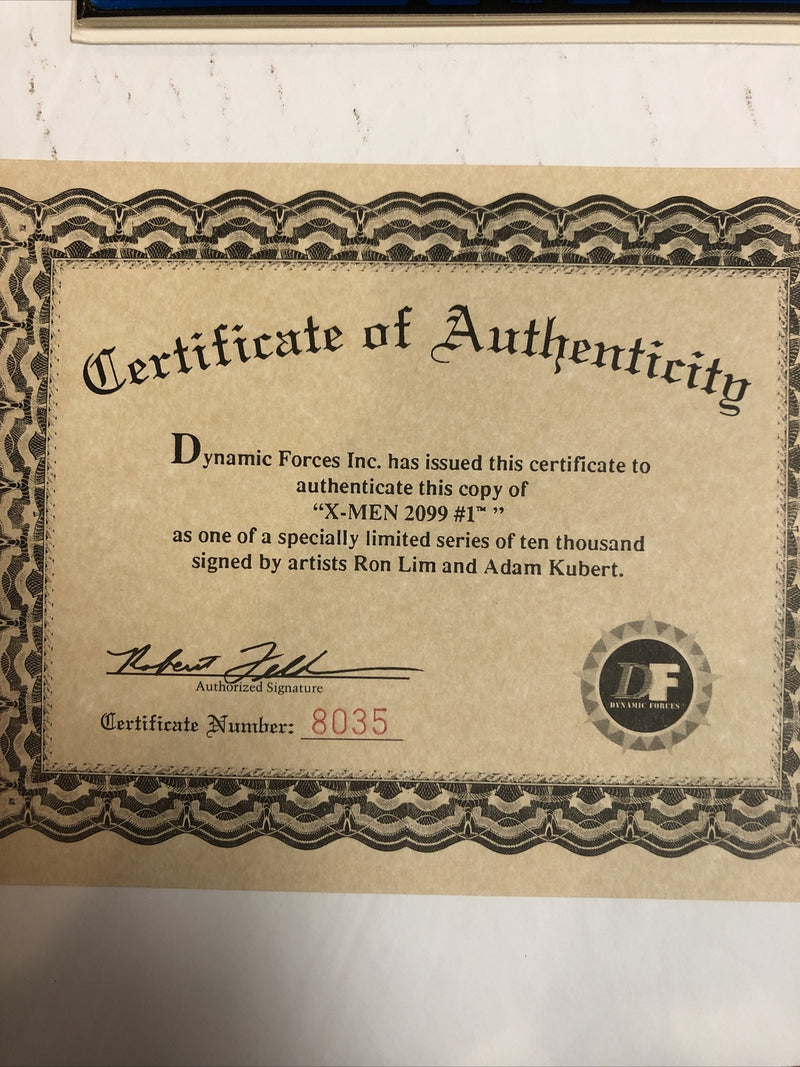 Certificate of Authenticity
Dynamic Forces Inc. has issued this certificate to
authenticate this copy of
“X-MEN 2099 #1™ ”
as one of a specially limited series of ten thousand
signed by artists Ron Lim and Adam Kubert.
Robert Feld
Authorized Signature
Certificate Number: 8035
DF
DYNAMIC FORCES